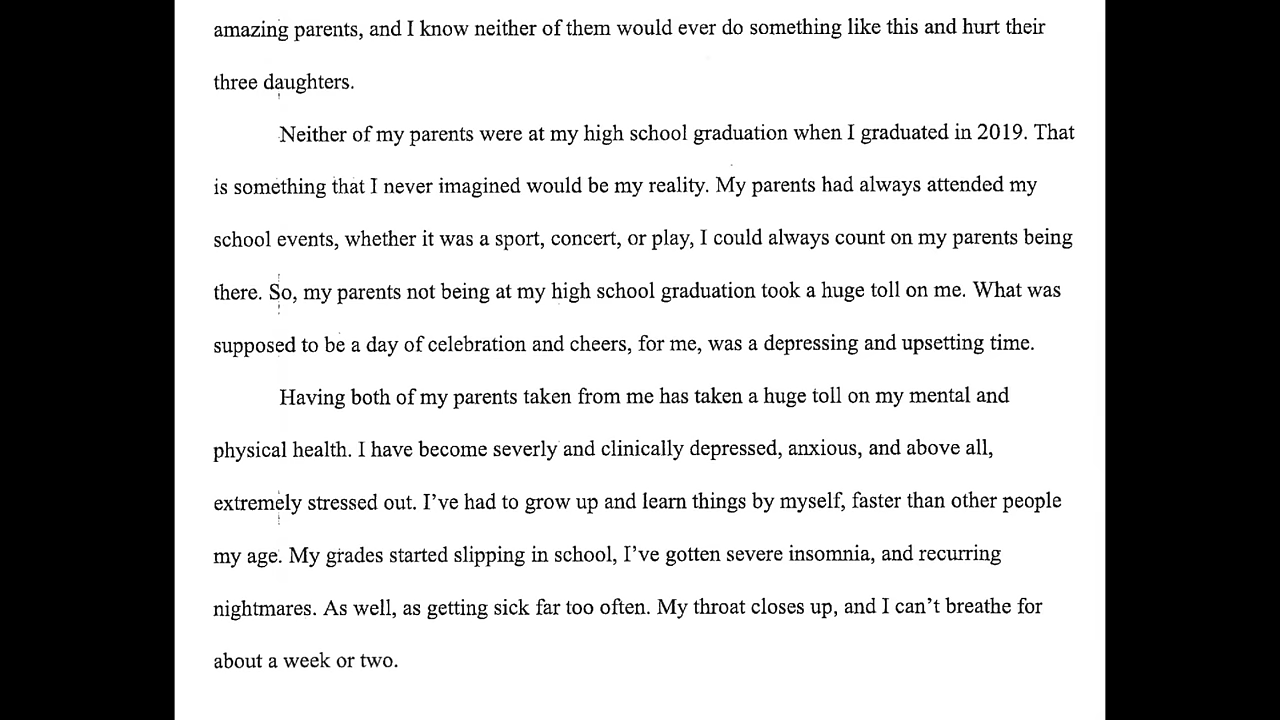 amazing parents, and I know neither of them would ever do something like this and hurt their
three daughters.
Neither of my parents were at my high school graduation when I graduated in 2019. That
is something that I never imagined would be my reality. My parents had always attended my
school events, whether it was a sport, concert, or play, I could always count on my parents being
there. So, my parents not being at my high school graduation took a huge toll on me. What was
supposed to be a day of celebration and cheers, for me, was a depressing and upsetting time.
Having both of my parents taken from me has taken a huge toll on my mental and
physical health. I have become severly and clinically depressed, anxious, and above all,
extremely stressed out. I’ve had to grow up and learn things by myself, faster than other people
my age. My grades started slipping in school, I’ve gotten severe insomnia, and recurring
nightmares. As well, as getting sick far too often. My throat closes up, and I can’t breathe for
about a week or two.